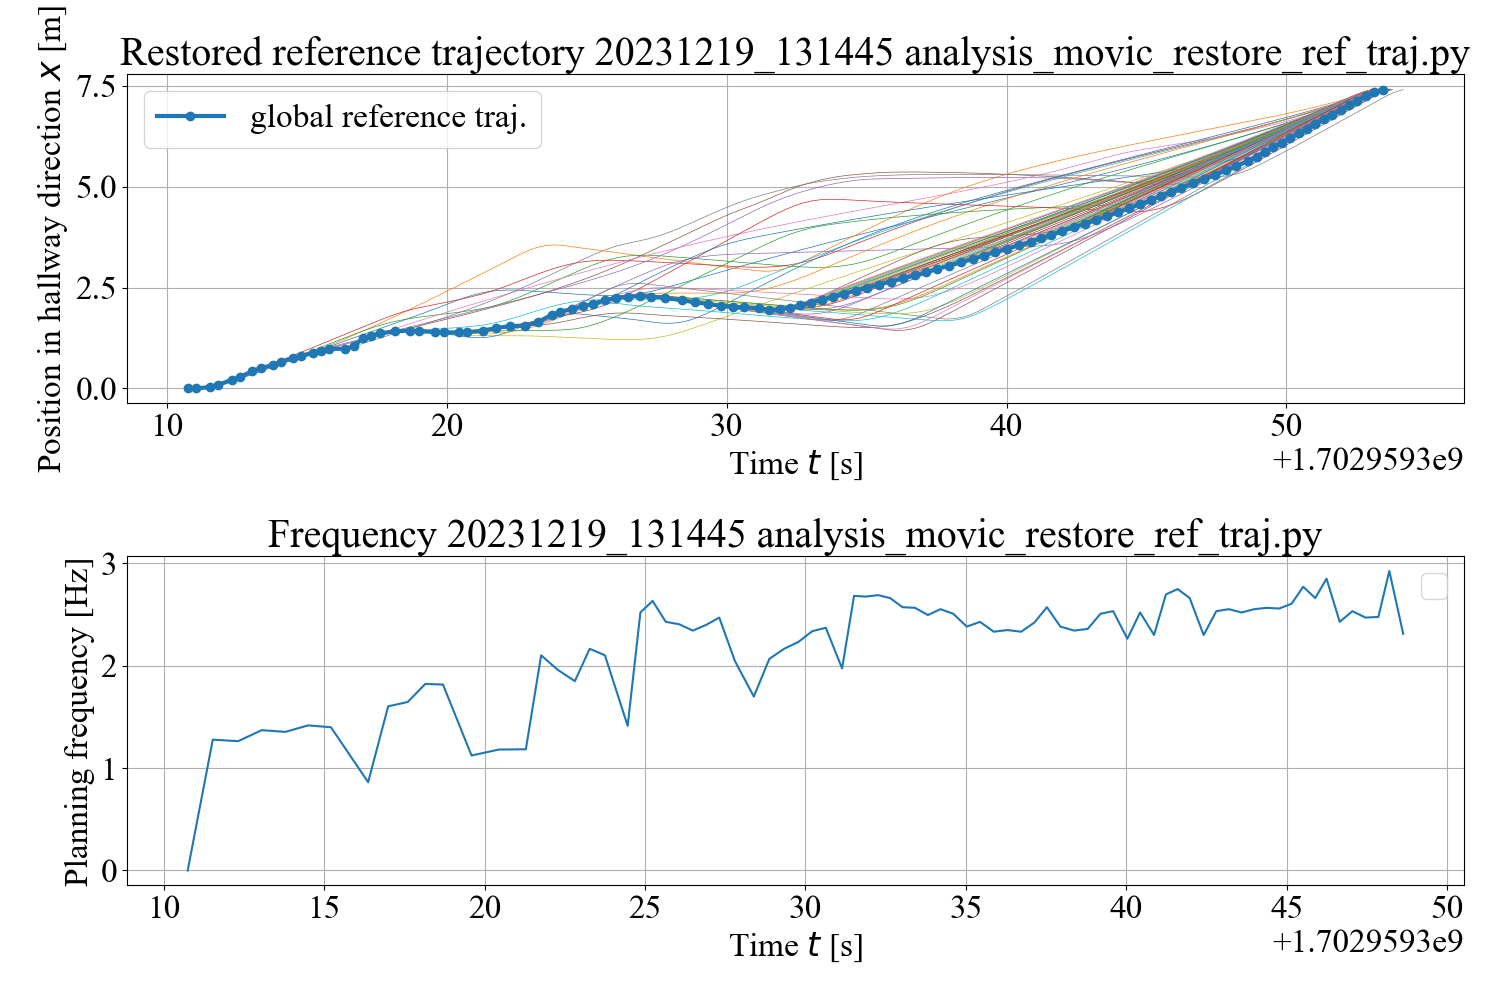 Restored reference trajectory 20231219_131445 analysis_movic_restore_ref_traj.py
Position in hallway direction x [m]
7.5
5.0
2.5
0.0
global reference traj.
10 20 30 40 50
Time t [s]
+1.7029593e9
Frequency 20231219_131445 analysis_movic_restore_ref_traj.py
Planning frequency [Hz]
3
2
1
0
10 15 20 25 30 35 40 45 50
Time t [s]
+1.7029593e9